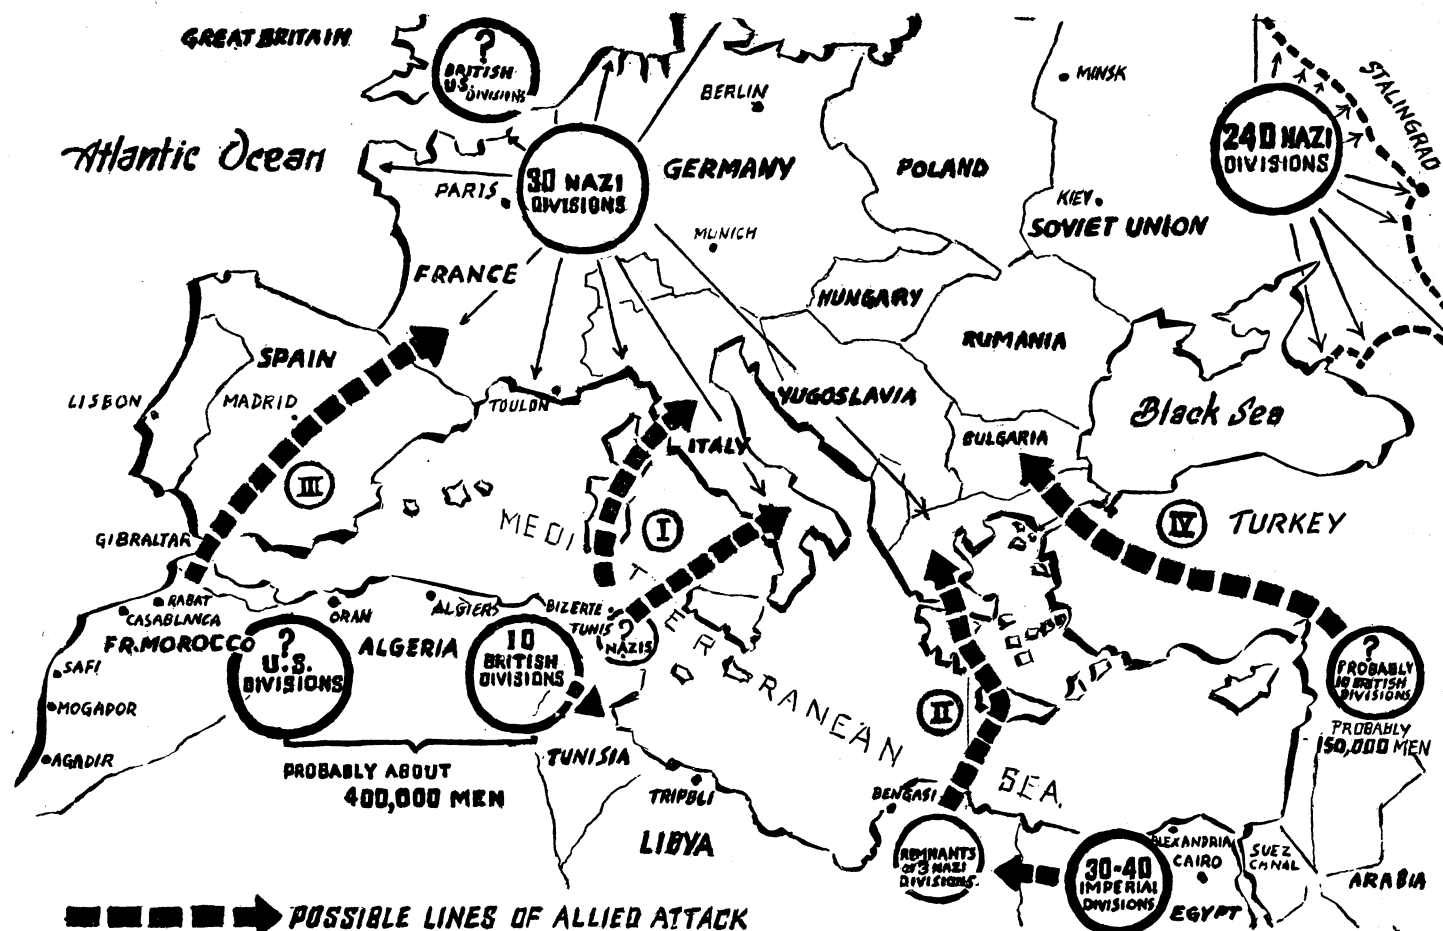 GREAT BRITAIN
?
BRITISH
U.S.
DIVISIONS
Atlantic Ocean
PARIS
30 NAZI
DIVISIONS
BERLIN
GERMANY
MUNICH
POLAND
MINSK
KIEV
SOVIET UNION
240 NAZI
DIVISIONS
STALINGRAD
FRANCE
HUNGARY
RUMANIA
SPAIN
LISBON
MADRID
TOULON
YUGOSLAVIA
ITALY
BULGARIA
Black Sea
III
I
IV
TURKEY
GIBRALTAR
MEDITERRANEAN
SEA
RABAT
CASABLANCA
FR. MOROCCO
ORAN
ALGIERS
ALGERIA
BIZERTE
TUNIS
?
NAZIS
?
U.S.
DIVISIONS
10
BRITISH
DIVISIONS
SAFI
MOGADOR
AGADIR
II
?
PROBABLY
10 BRITISH
DIVISIONS
PROBABLY
150,000 MEN
PROBABLY ABOUT
400,000 MEN
TUNISIA
TRIPOLI
LIBYA
BENGASI
REMNANTS
OF 3 NAZI
DIVISIONS.
30-40
IMPERIAL
DIVISIONS
ALEXANDRIA
CAIRO
EGYPT
SUEZ
CANAL
ARABIA
POSSIBLE LINES OF ALLIED ATTACK